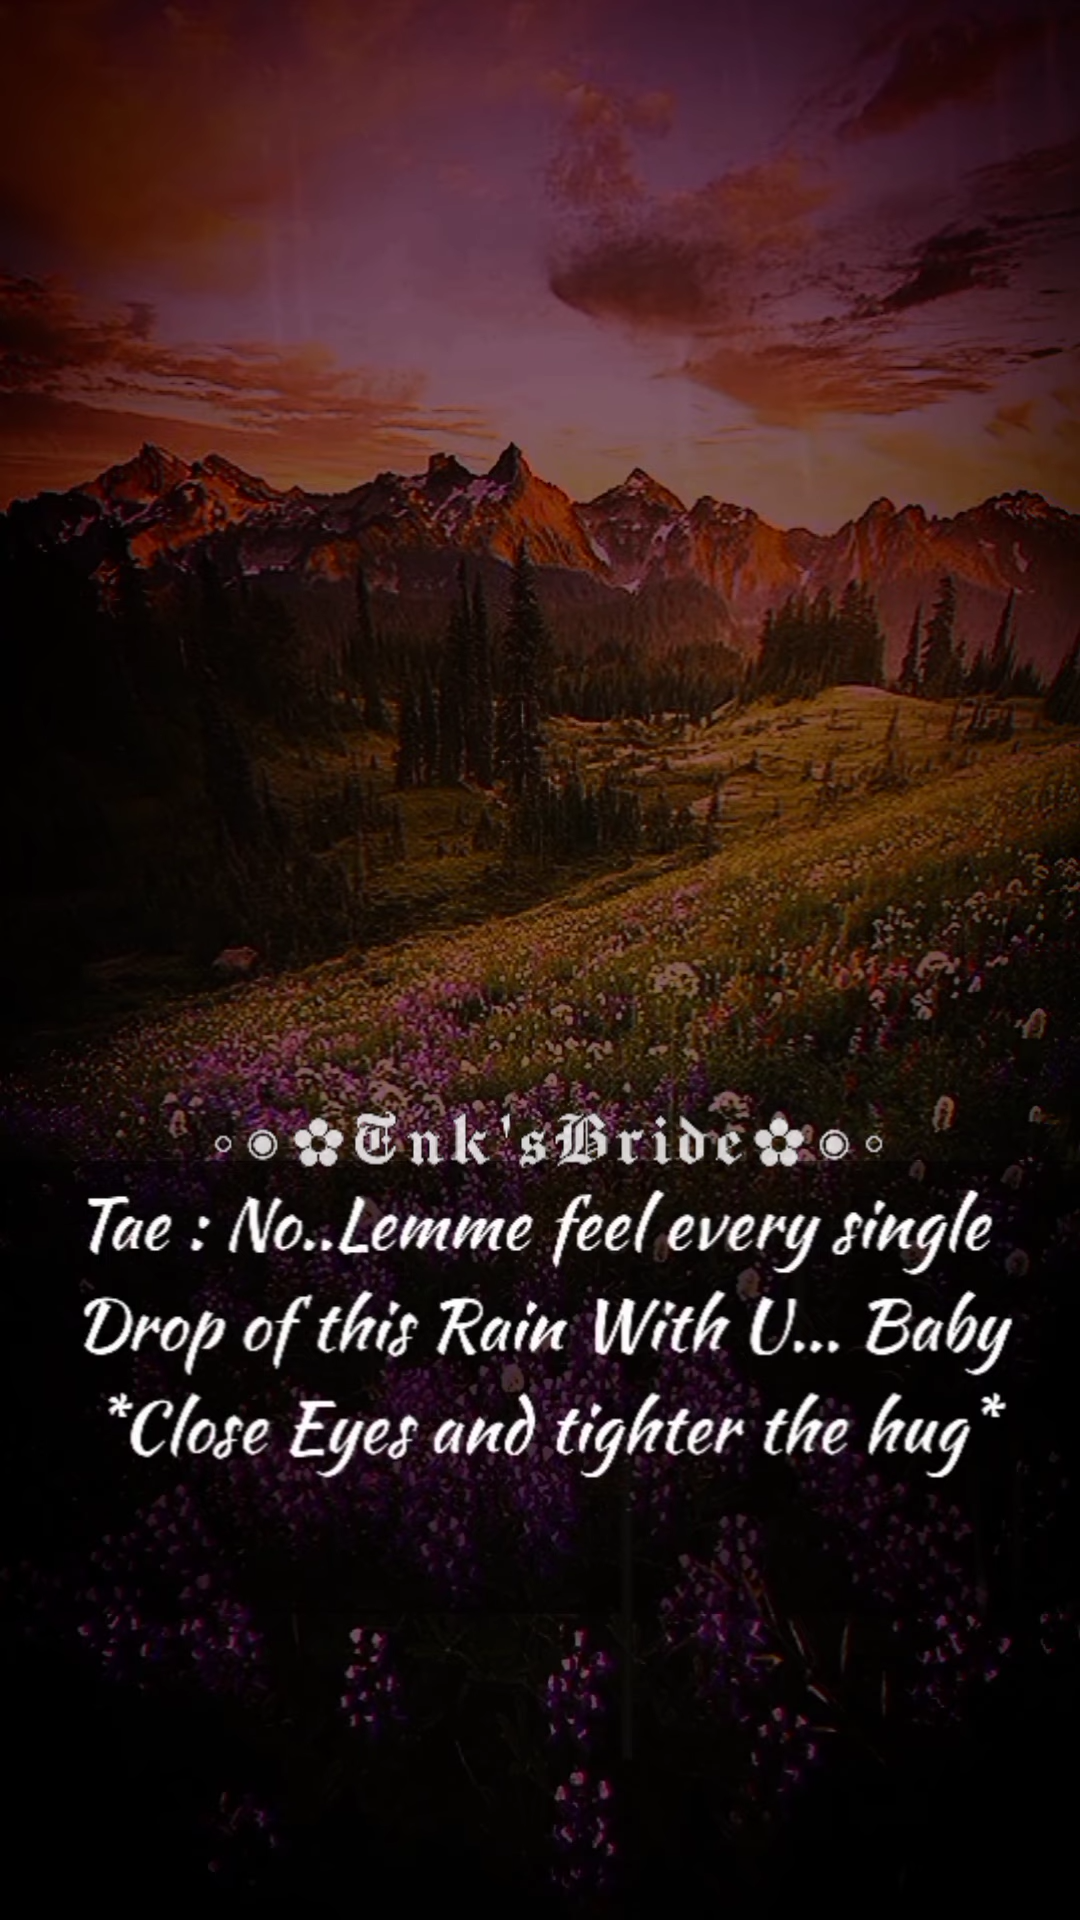 ◦◉✿𝕿𝖓𝖐'𝖘𝕭𝖗𝖎𝖉𝖊✿◉◦
Tae : No..Lemme feel every single
Drop of this Rain With U... Baby
*Close Eyes and tighter the hug*